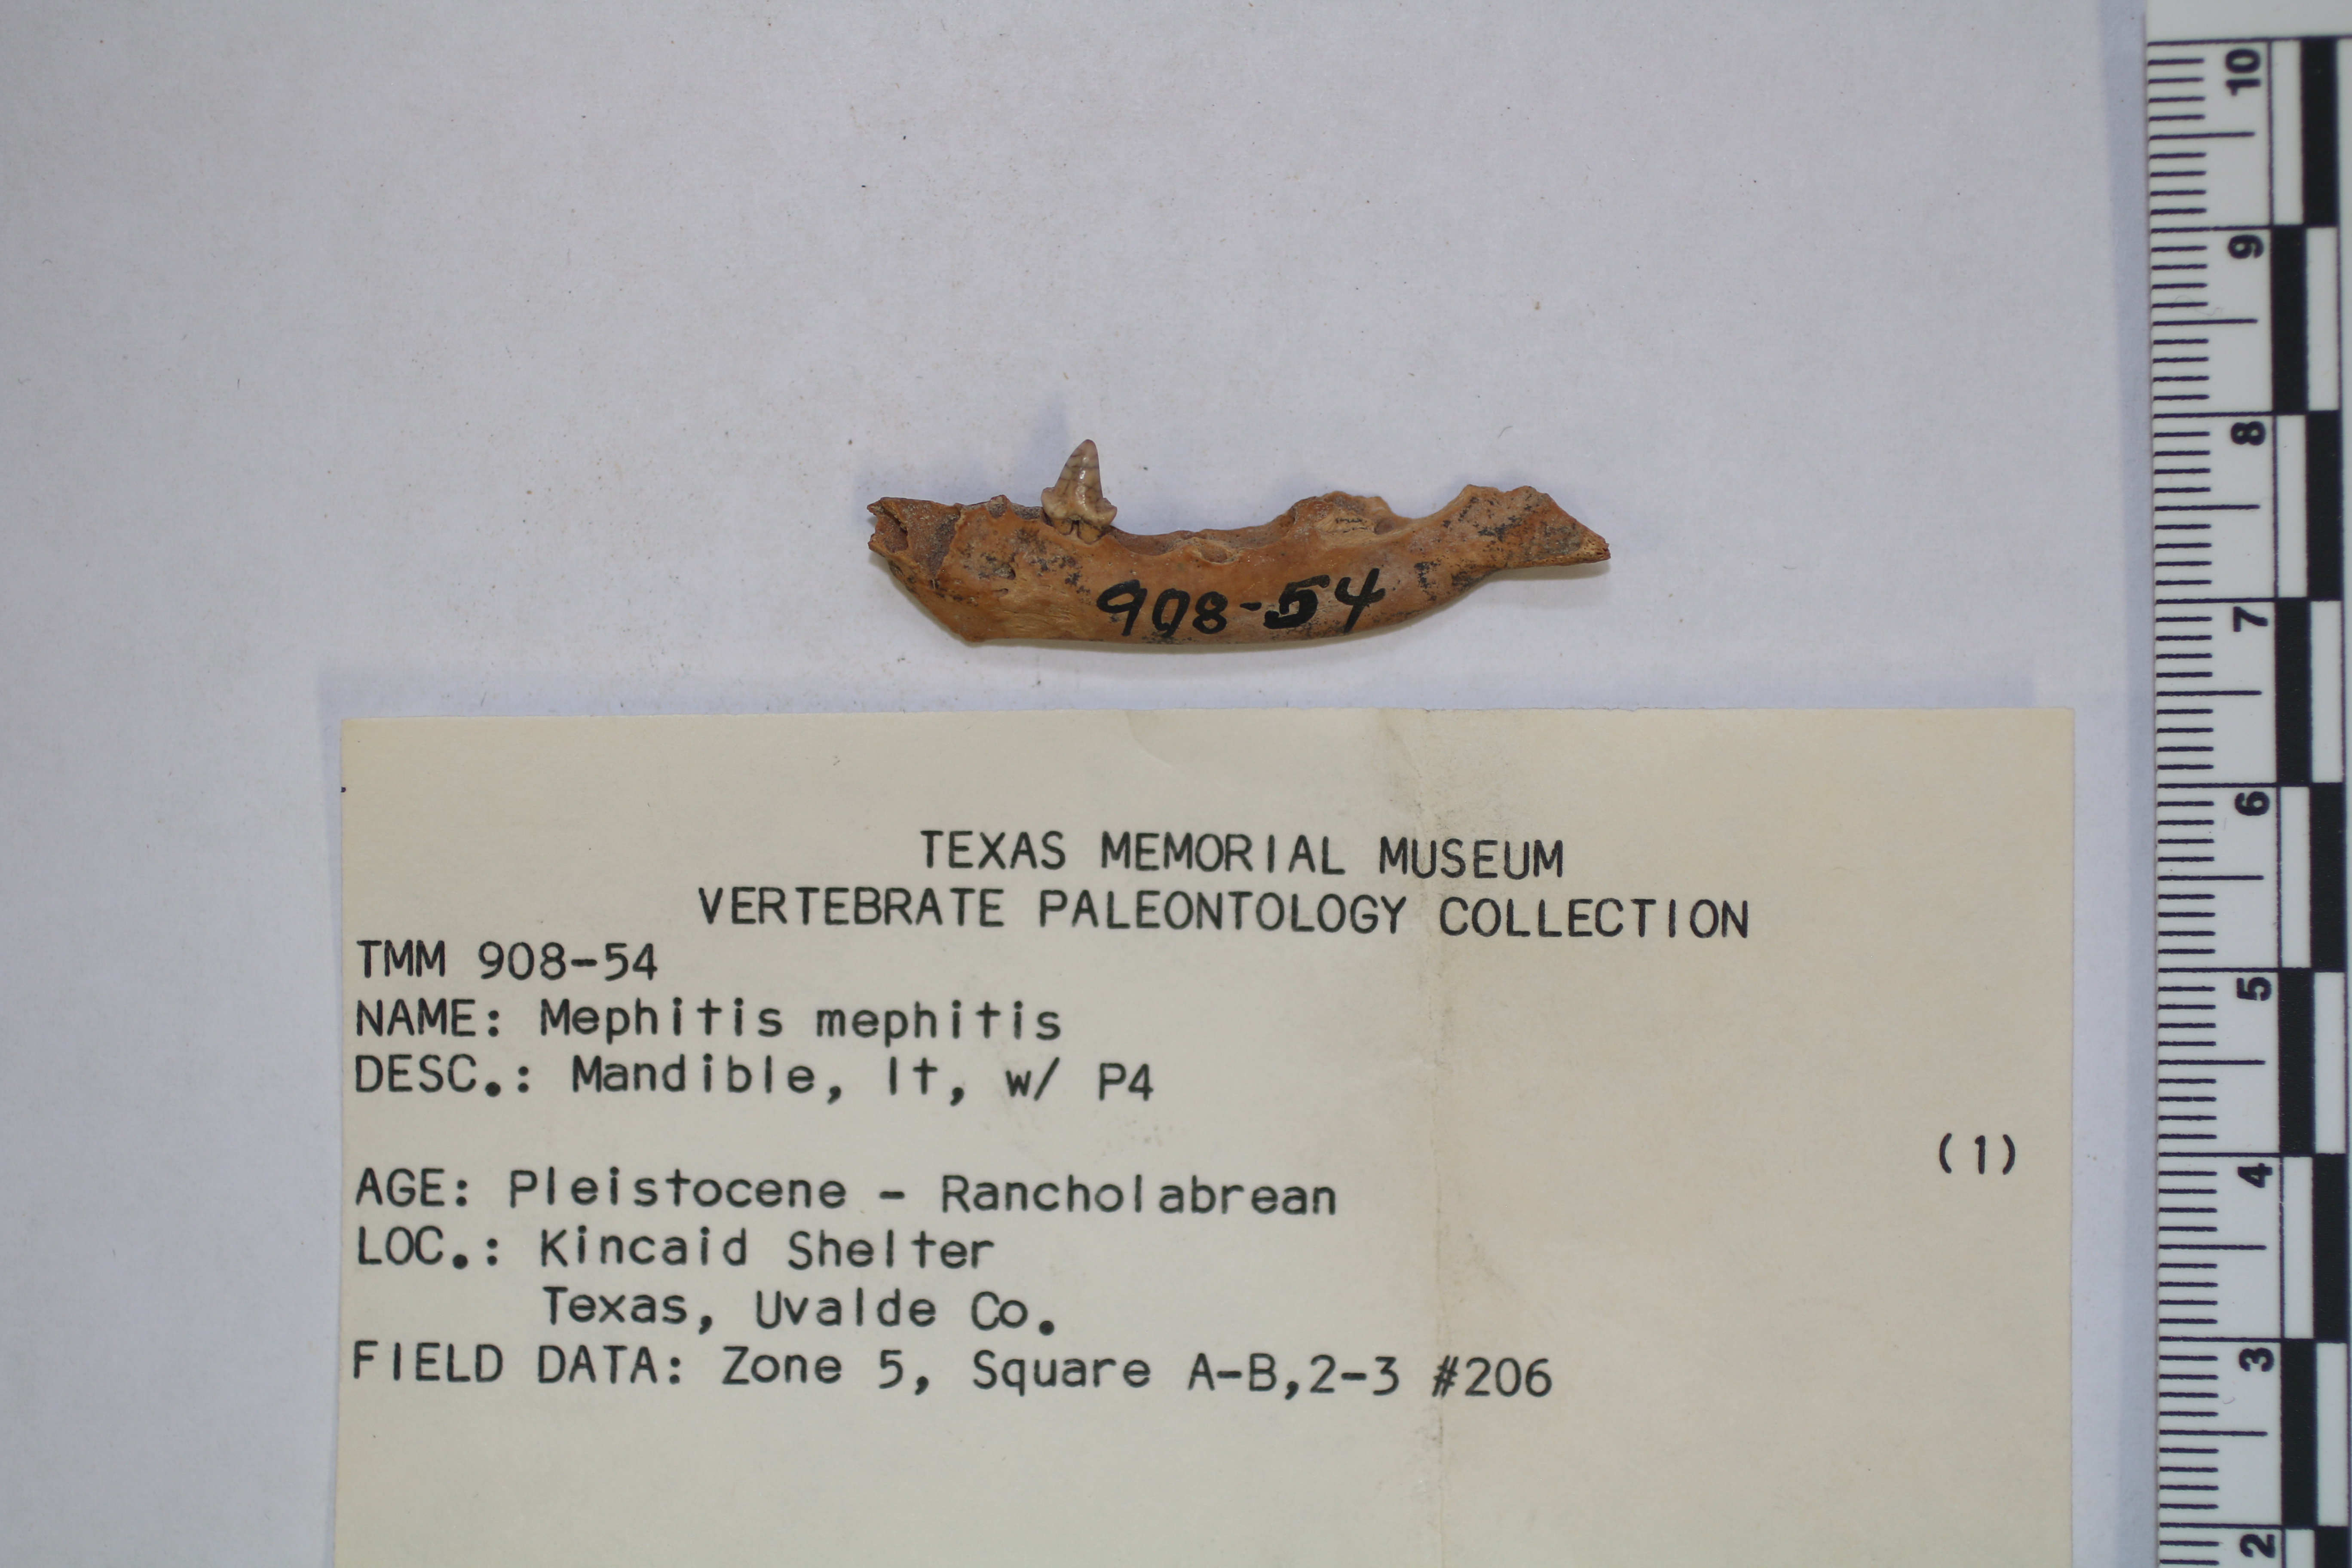 908-54
TEXAS MEMORIAL MUSEUM
VERTEBRATE PALEONTOLOGY COLLECTION
TMM 908-54
NAME: Mephitis mephitis
DESC.: Mandible, lt, w/ P4
(1)
AGE: Pleistocene - Rancholabrean
LOC.: Kincaid Shelter
Texas, Uvalde Co.
FIELD DATA: Zone 5, Square A-B,2-3 #206
10
9
8
7
6
5
4
3
2